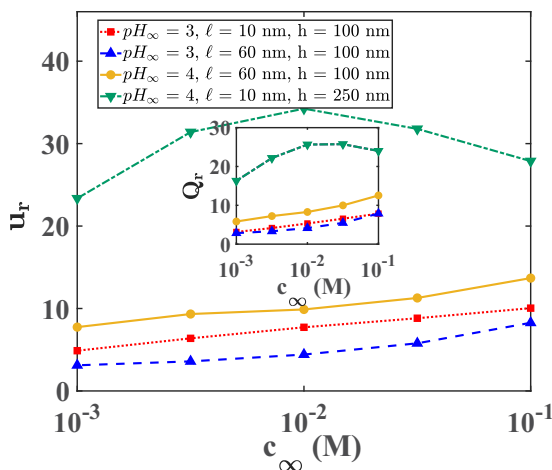 pH∞ = 3, ℓ = 10 nm, h = 100 nm
pH∞ = 3, ℓ = 60 nm, h = 100 nm
pH∞ = 4, ℓ = 60 nm, h = 100 nm
pH∞ = 4, ℓ = 10 nm, h = 250 nm
40
30
20
10
0
u_r
30
20
10
0
Q_r
10⁻³ 10⁻² 10⁻¹
c∞ (M)
10⁻³ 10⁻² 10⁻¹
c∞ (M)